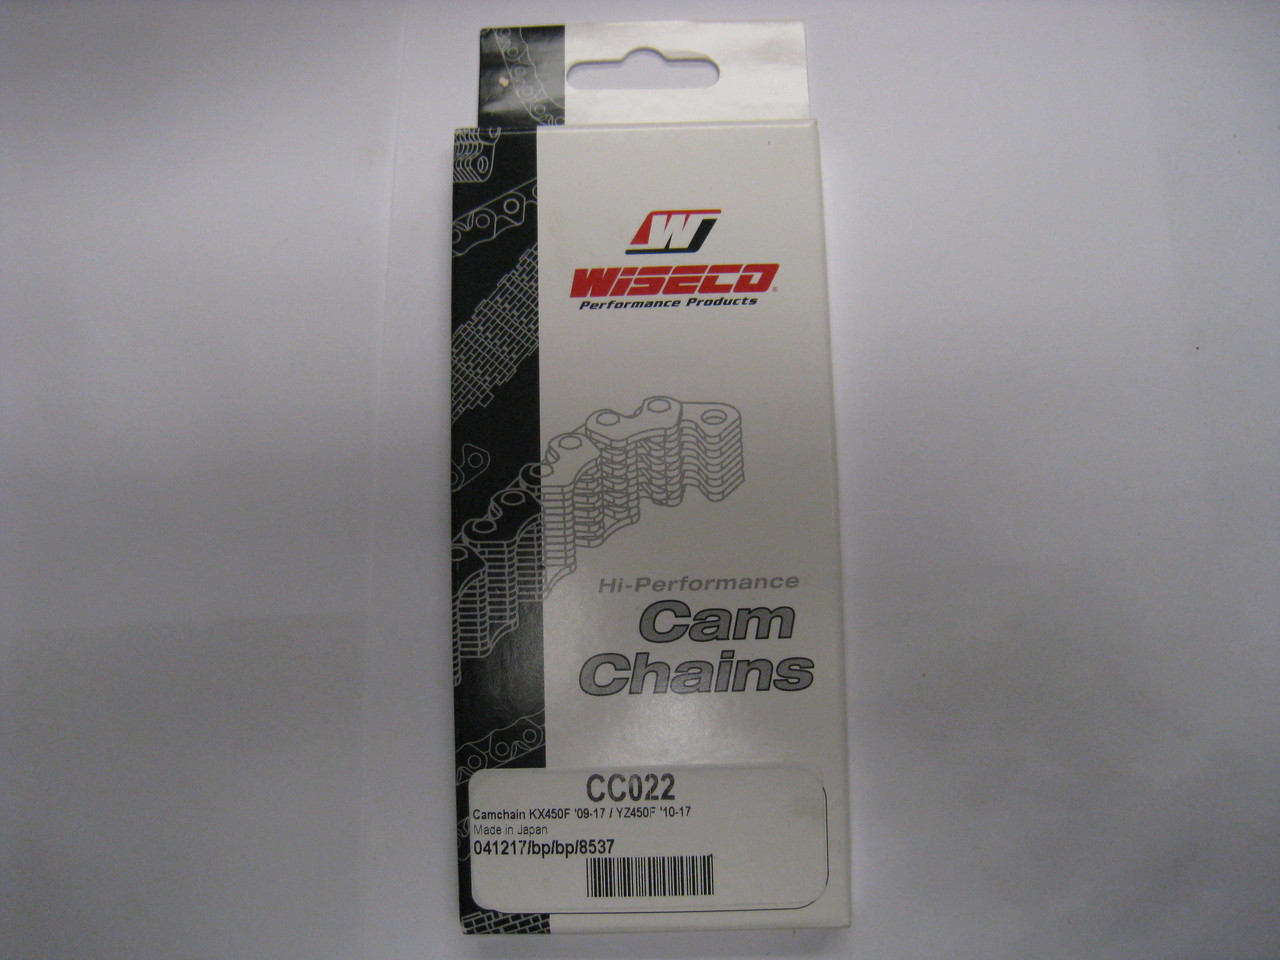 W
WISECO
Performance Products
Hi-Performance
Cam
Chains
CC022
Camchain KX450F '09-17 / YZ450F '10-17
Made in Japan
041217/bp/bp/8537